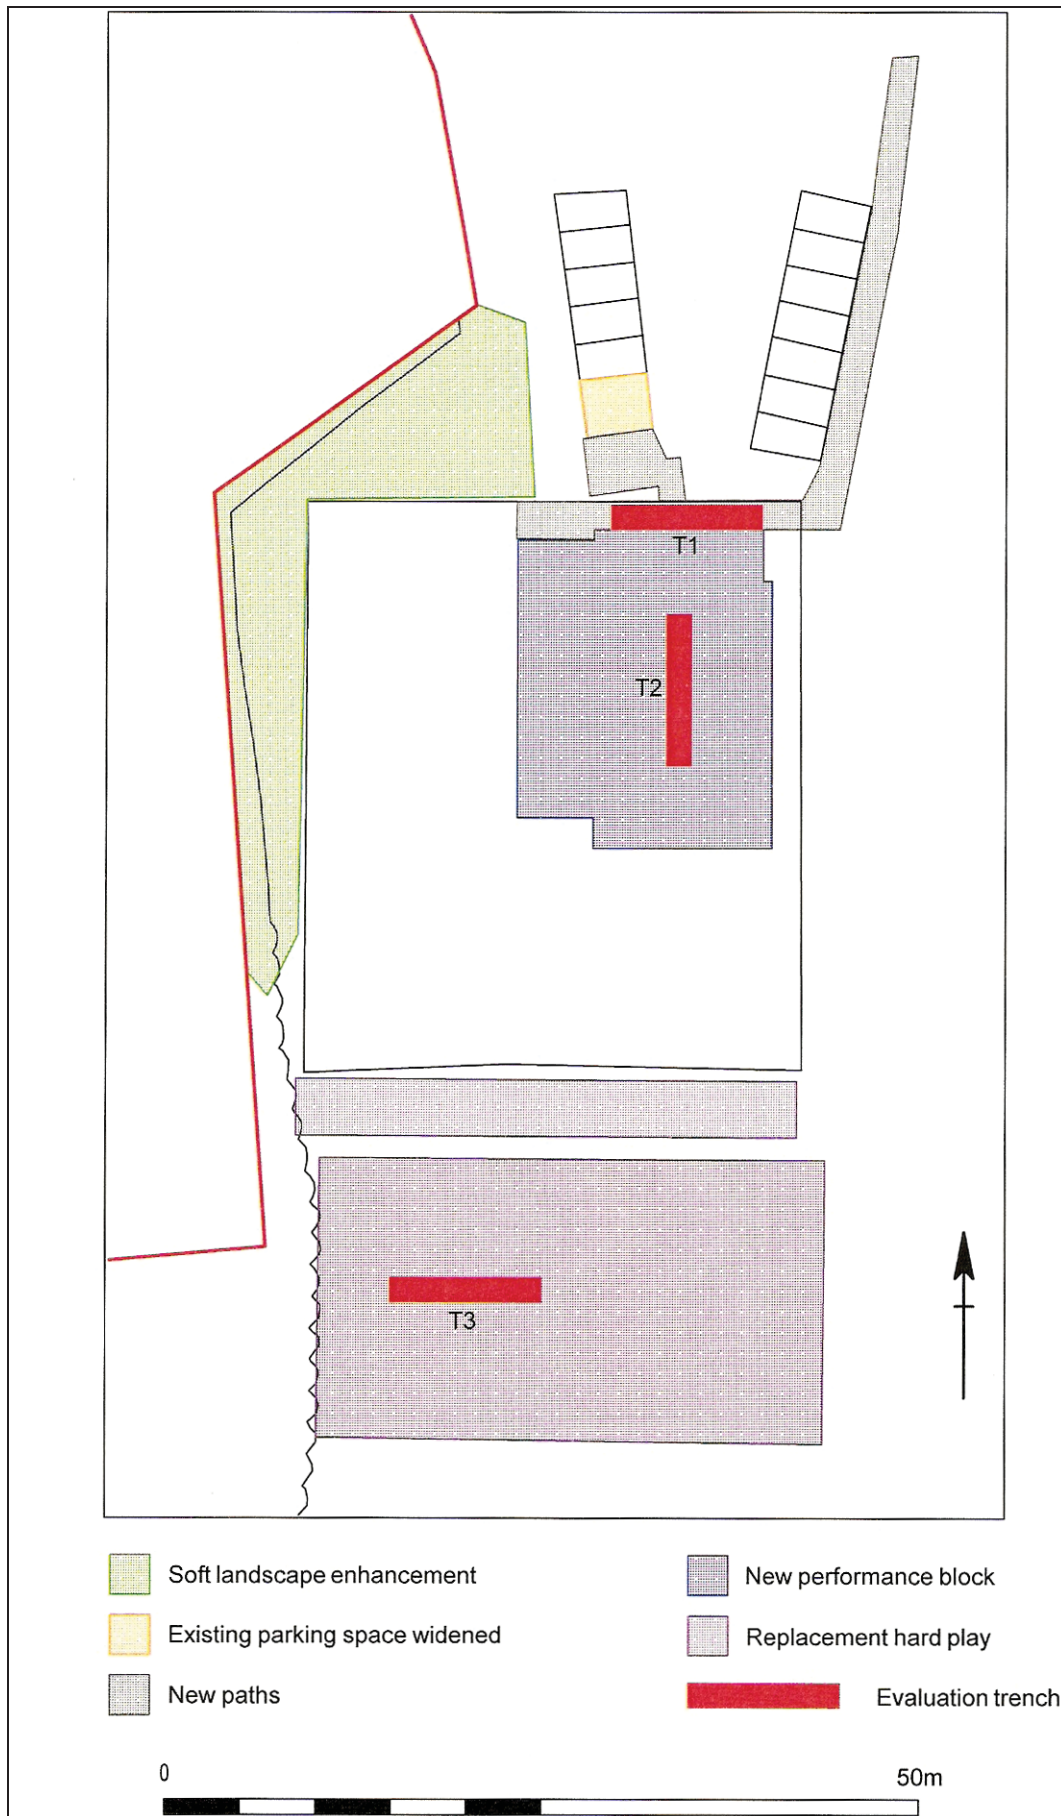 T1
T2
T3
Soft landscape enhancement
Existing parking space widened
New paths
New performance block
Replacement hard play
Evaluation trench
0
50m